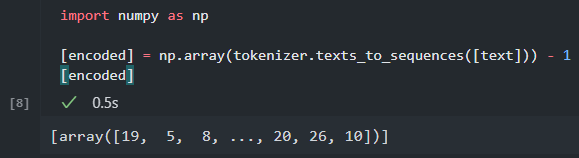 import numpy as np
[encoded] = np.array(tokenizer.texts_to_sequences([text])) - 1
[encoded]
[8] ✓ 0.5s
[array([19,  5,  8, ..., 20, 26, 10])]